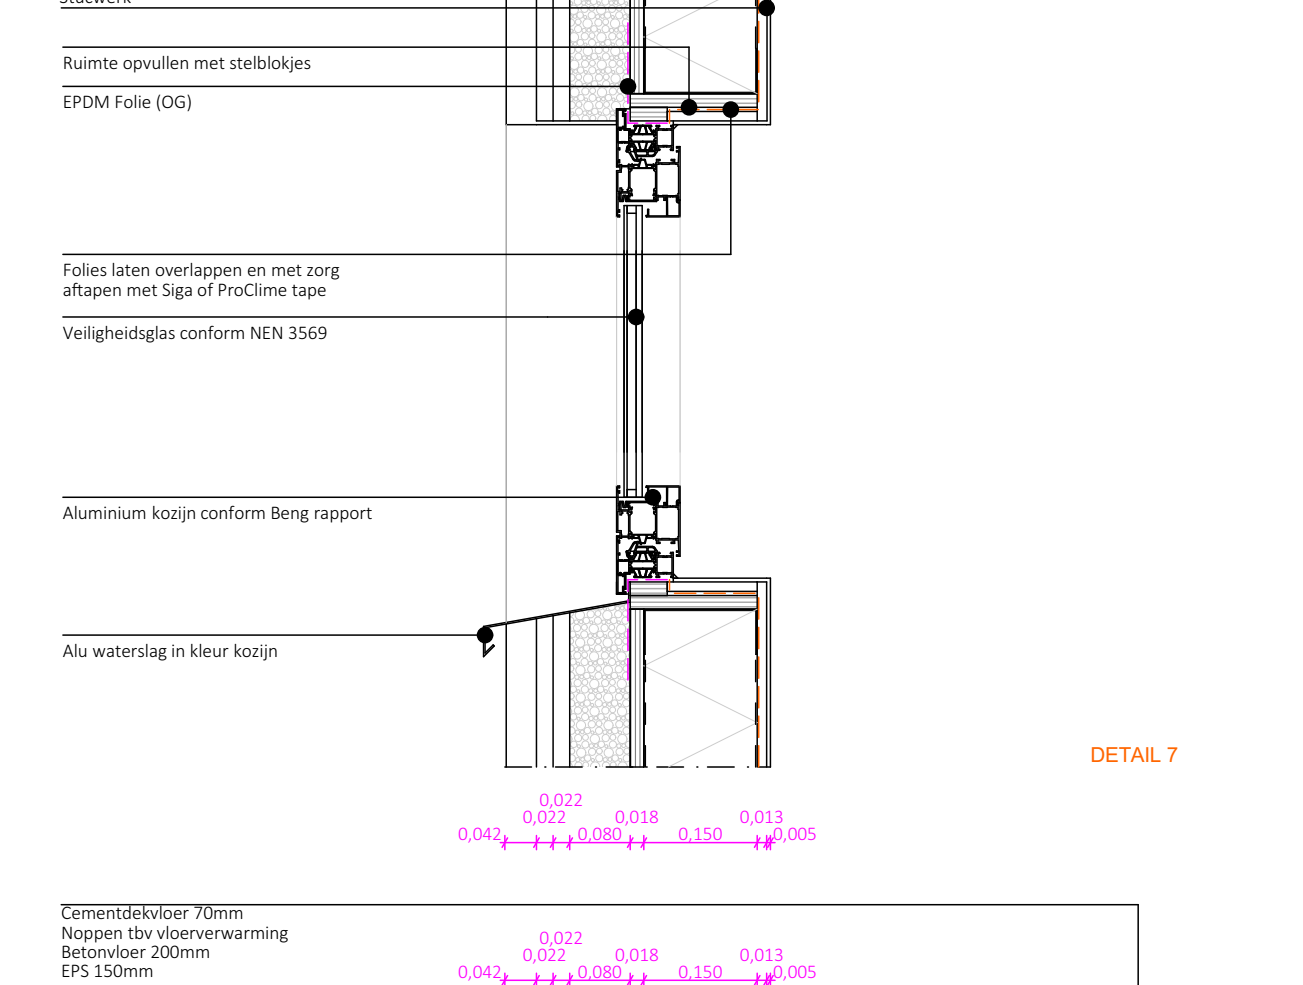 Stucwerk
Ruimte opvullen met stelblokjes
EPDM Folie (OG)
Folies laten overlappen en met zorg
aftapen met Siga of ProClime tape
Veiligheidsglas conform NEN 3569
Aluminium kozijn conform Beng rapport
Alu waterslag in kleur kozijn
DETAIL 7
0,022
0,022 0,018 0,013
0,042 0,080 0,150 0,005
Cementdekvloer 70mm
Noppen tbv vloerverwarming
Betonvloer 200mm
EPS 150mm
0,022
0,022 0,018 0,013
0,042 0,080 0,150 0,005